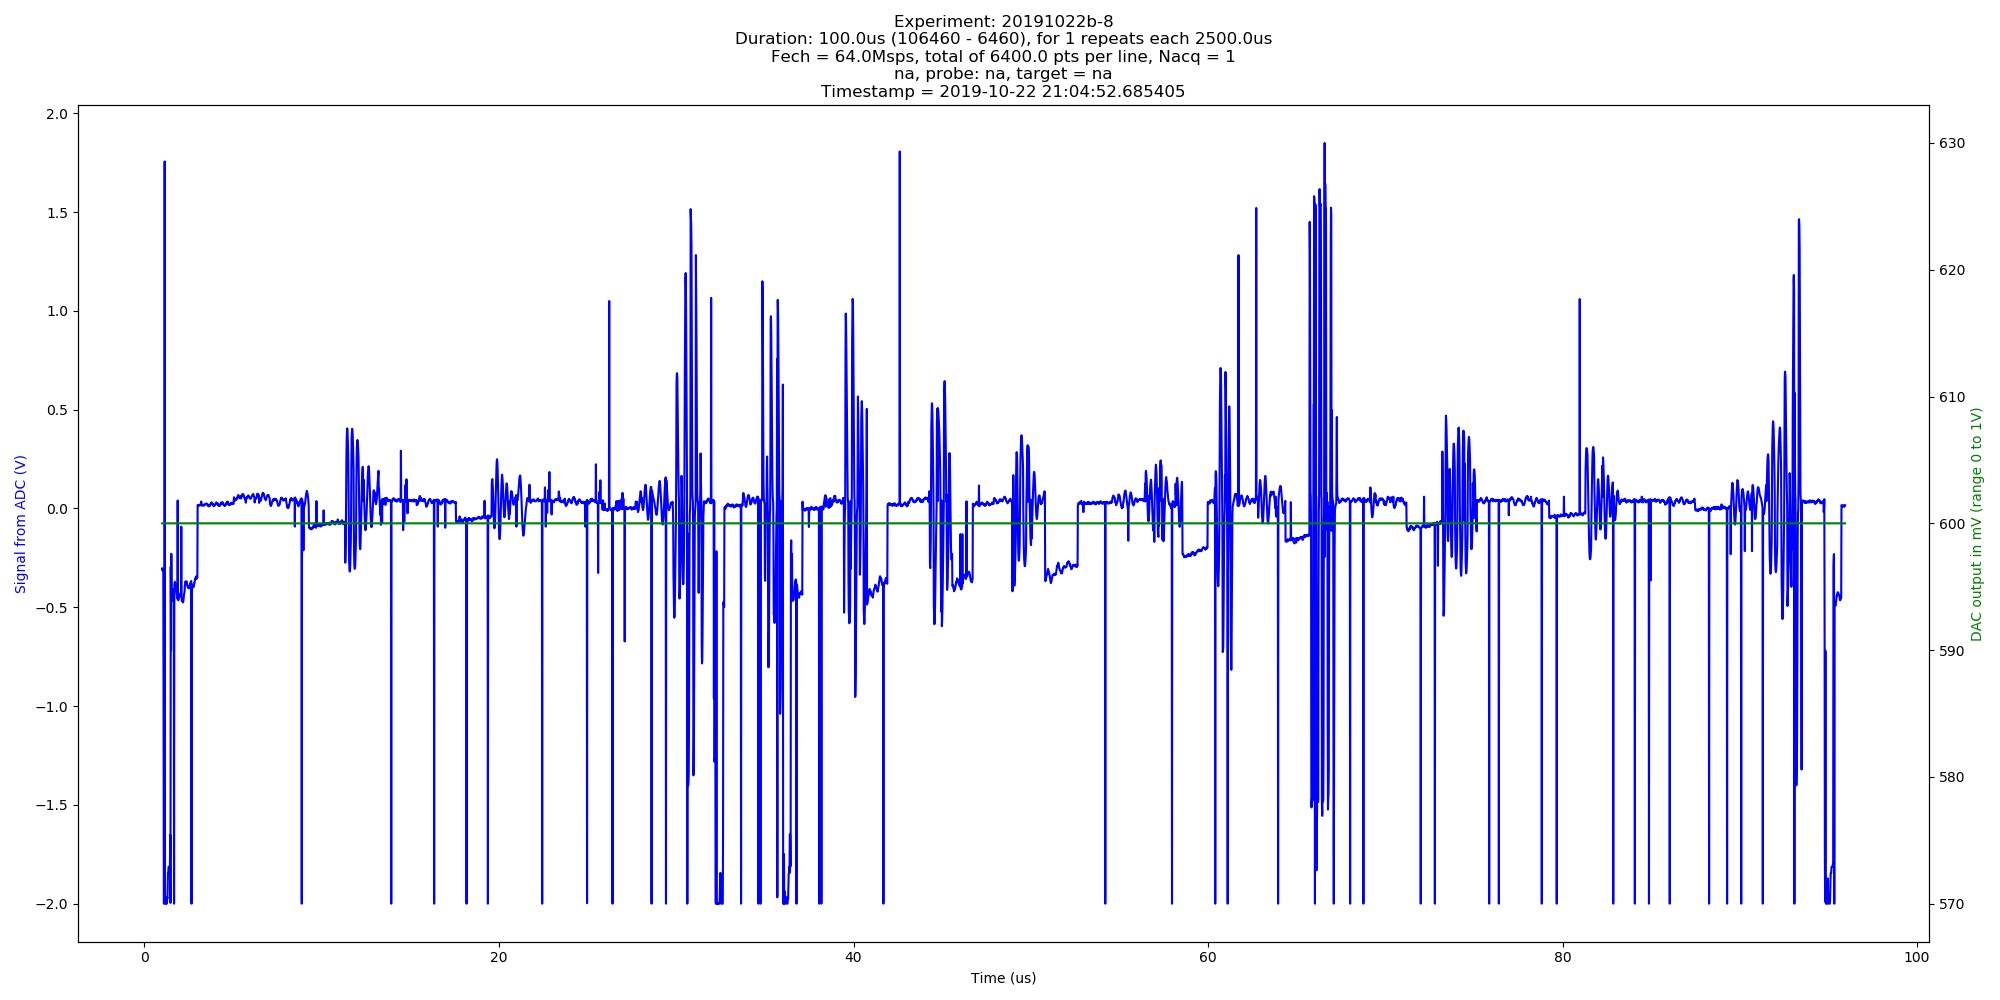 Experiment: 20191022b-8
Duration: 100.0us (106460 - 6460), for 1 repeats each 2500.0us
Fech = 64.0Msps, total of 6400.0 pts per line, Nacq = 1
na, probe: na, target = na
Timestamp = 2019-10-22 21:04:52.685405
2.0
1.5
1.0
0.5
0.0
−0.5
−1.0
−1.5
−2.0
Signal from ADC (V)
630
620
610
600
590
580
570
DAC output in mV (range 0 to 1V)
0
20
40
60
80
100
Time (us)